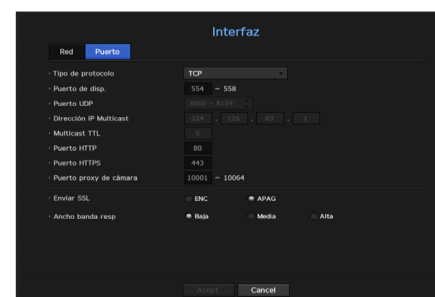 Interfaz
Red Puerto
Tipo de protocolo TCP
Puerto de disp. 554 ~ 558
Puerto UDP 8000 ~ 8159
Dirección IP Multicast 224 . 126 . 63 . 1
Multicast TTL 5
Puerto HTTP 80
Puerto HTTPS 443
Puerto proxy de cámara 10001 ~ 10064
Enviar SSL ENC APAG
Ancho banda resp Baja Media Alta
Acept. Cancel